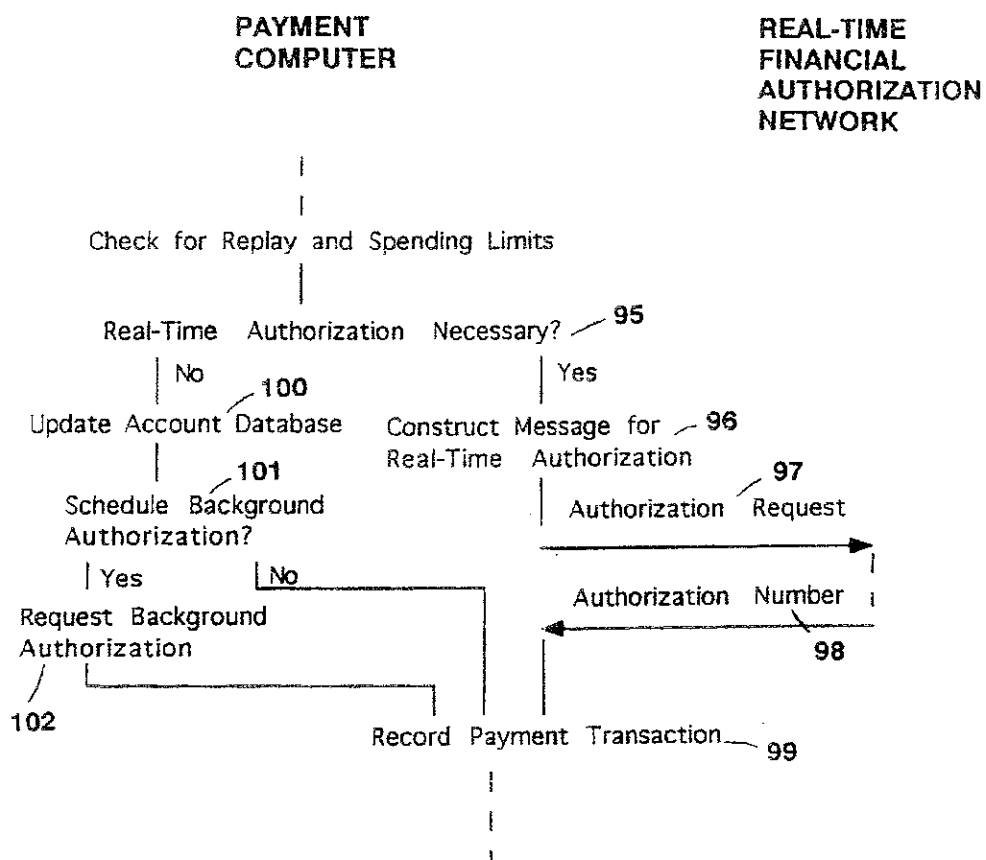 PAYMENT
COMPUTER
REAL-TIME
FINANCIAL
AUTHORIZATION
NETWORK
Check for Replay and Spending Limits
Real-Time Authorization Necessary? 95
No
Yes
100
Update Account Database
Construct Message for 96
Real-Time Authorization
101
Schedule Background
Authorization?
97
Authorization Request
Yes
No
Request Background
Authorization
102
Authorization Number
98
Record Payment Transaction 99